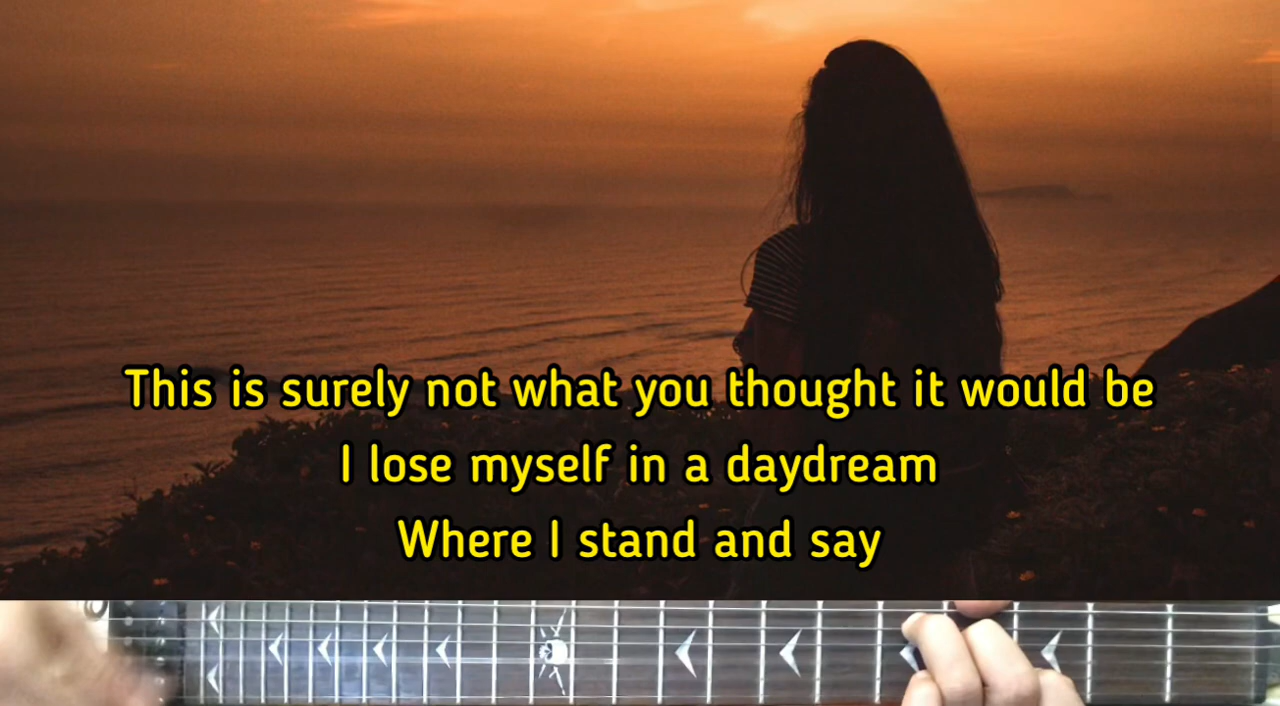 This is surely not what you thought it would be
I lose myself in a daydream
Where I stand and say